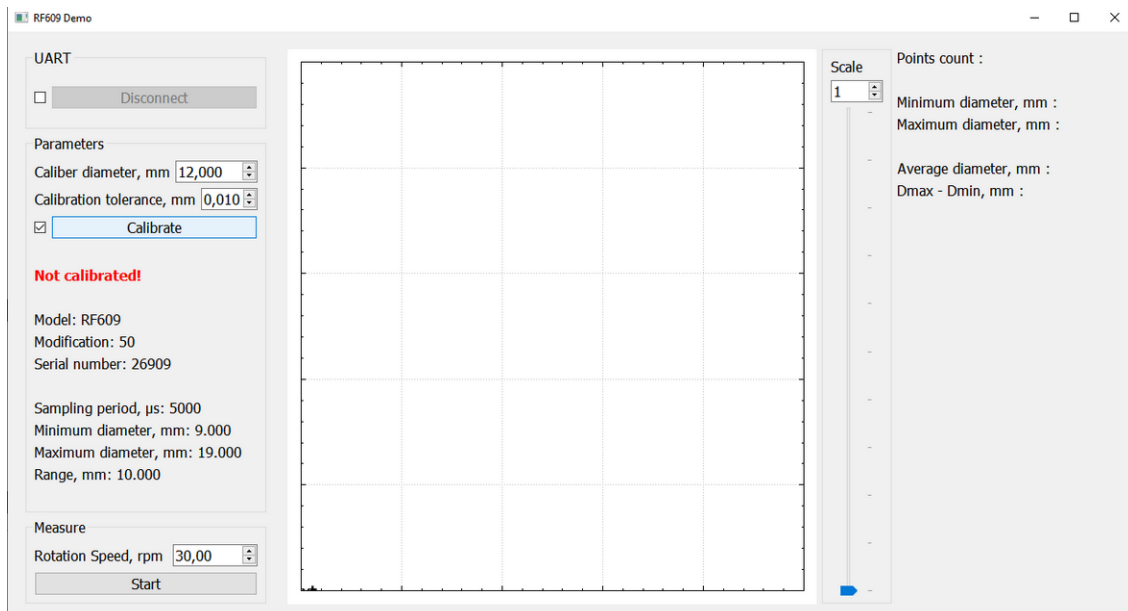 RF609 Demo
UART
Disconnect
Parameters
Caliber diameter, mm 12,000
Calibration tolerance, mm 0,010
Calibrate
Not calibrated!
Model: RF609
Modification: 50
Serial number: 26909
Sampling period, µs: 5000
Minimum diameter, mm: 9.000
Maximum diameter, mm: 19.000
Range, mm: 10.000
Measure
Rotation Speed, rpm 30,00
Start
Scale
1
Points count :
Minimum diameter, mm :
Maximum diameter, mm :
Average diameter, mm :
Dmax - Dmin, mm :